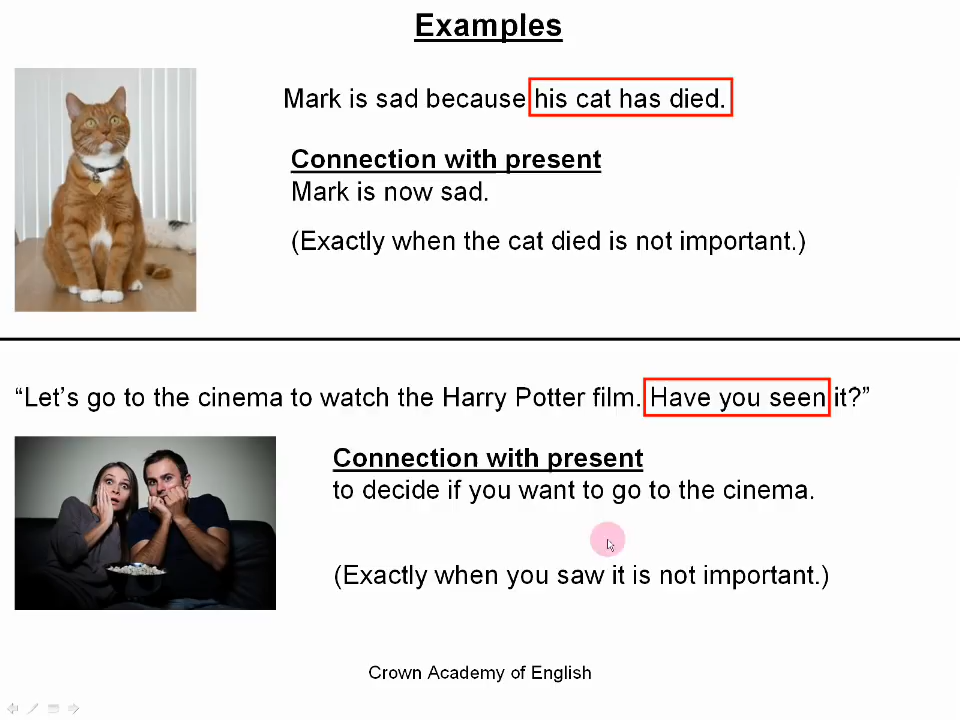 Examples
Mark is sad because his cat has died.
Connection with present
Mark is now sad.
(Exactly when the cat died is not important.)
“Let’s go to the cinema to watch the Harry Potter film. Have you seen it?”
Connection with present
to decide if you want to go to the cinema.
(Exactly when you saw it is not important.)
Crown Academy of English